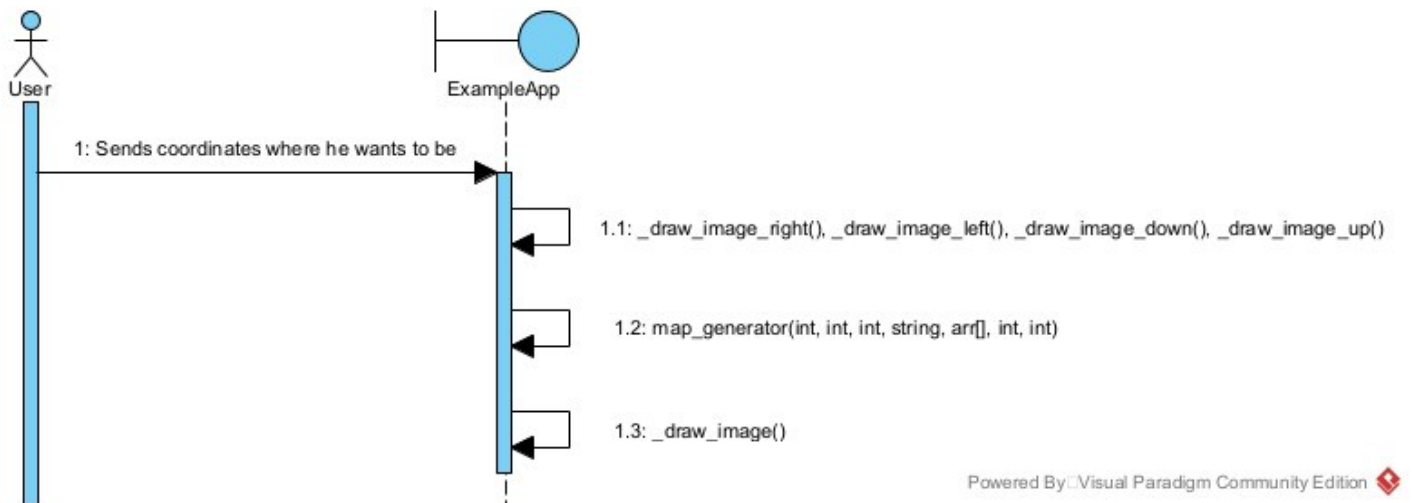 User
ExampleApp
1: Sends coordinates where he wants to be
1.1: _draw_image_right(), _draw_image_left(), _draw_image_down(), _draw_image_up()
1.2: map_generator(int, int, int, string, arr[], int, int)
1.3: _draw_image()
Powered By□Visual Paradigm Community Edition